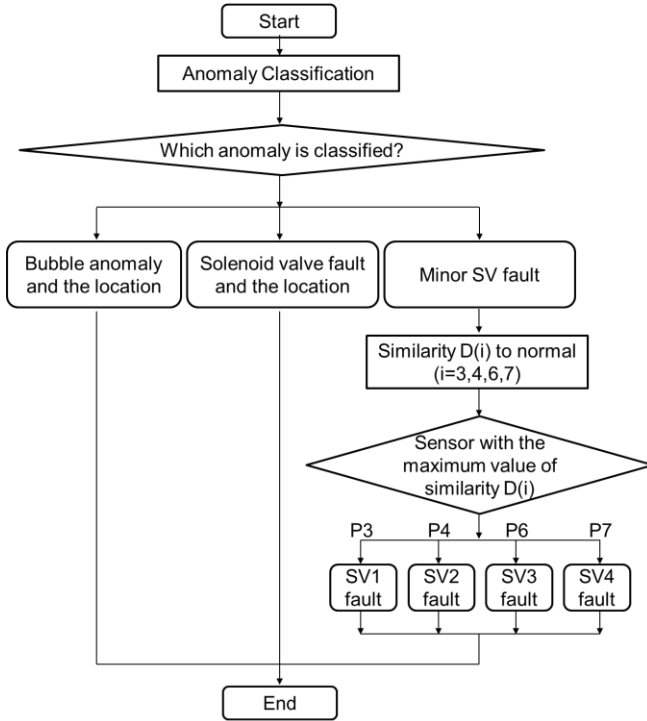 Start
Anomaly Classification
Which anomaly is classified?
Bubble anomaly
and the location
Solenoid valve fault
and the location
Minor SV fault
Similarity D(i) to normal
(i=3,4,6,7)
Sensor with the
maximum value of
similarity D(i)
P3 P4 P6 P7
SV1
fault
SV2
fault
SV3
fault
SV4
fault
End